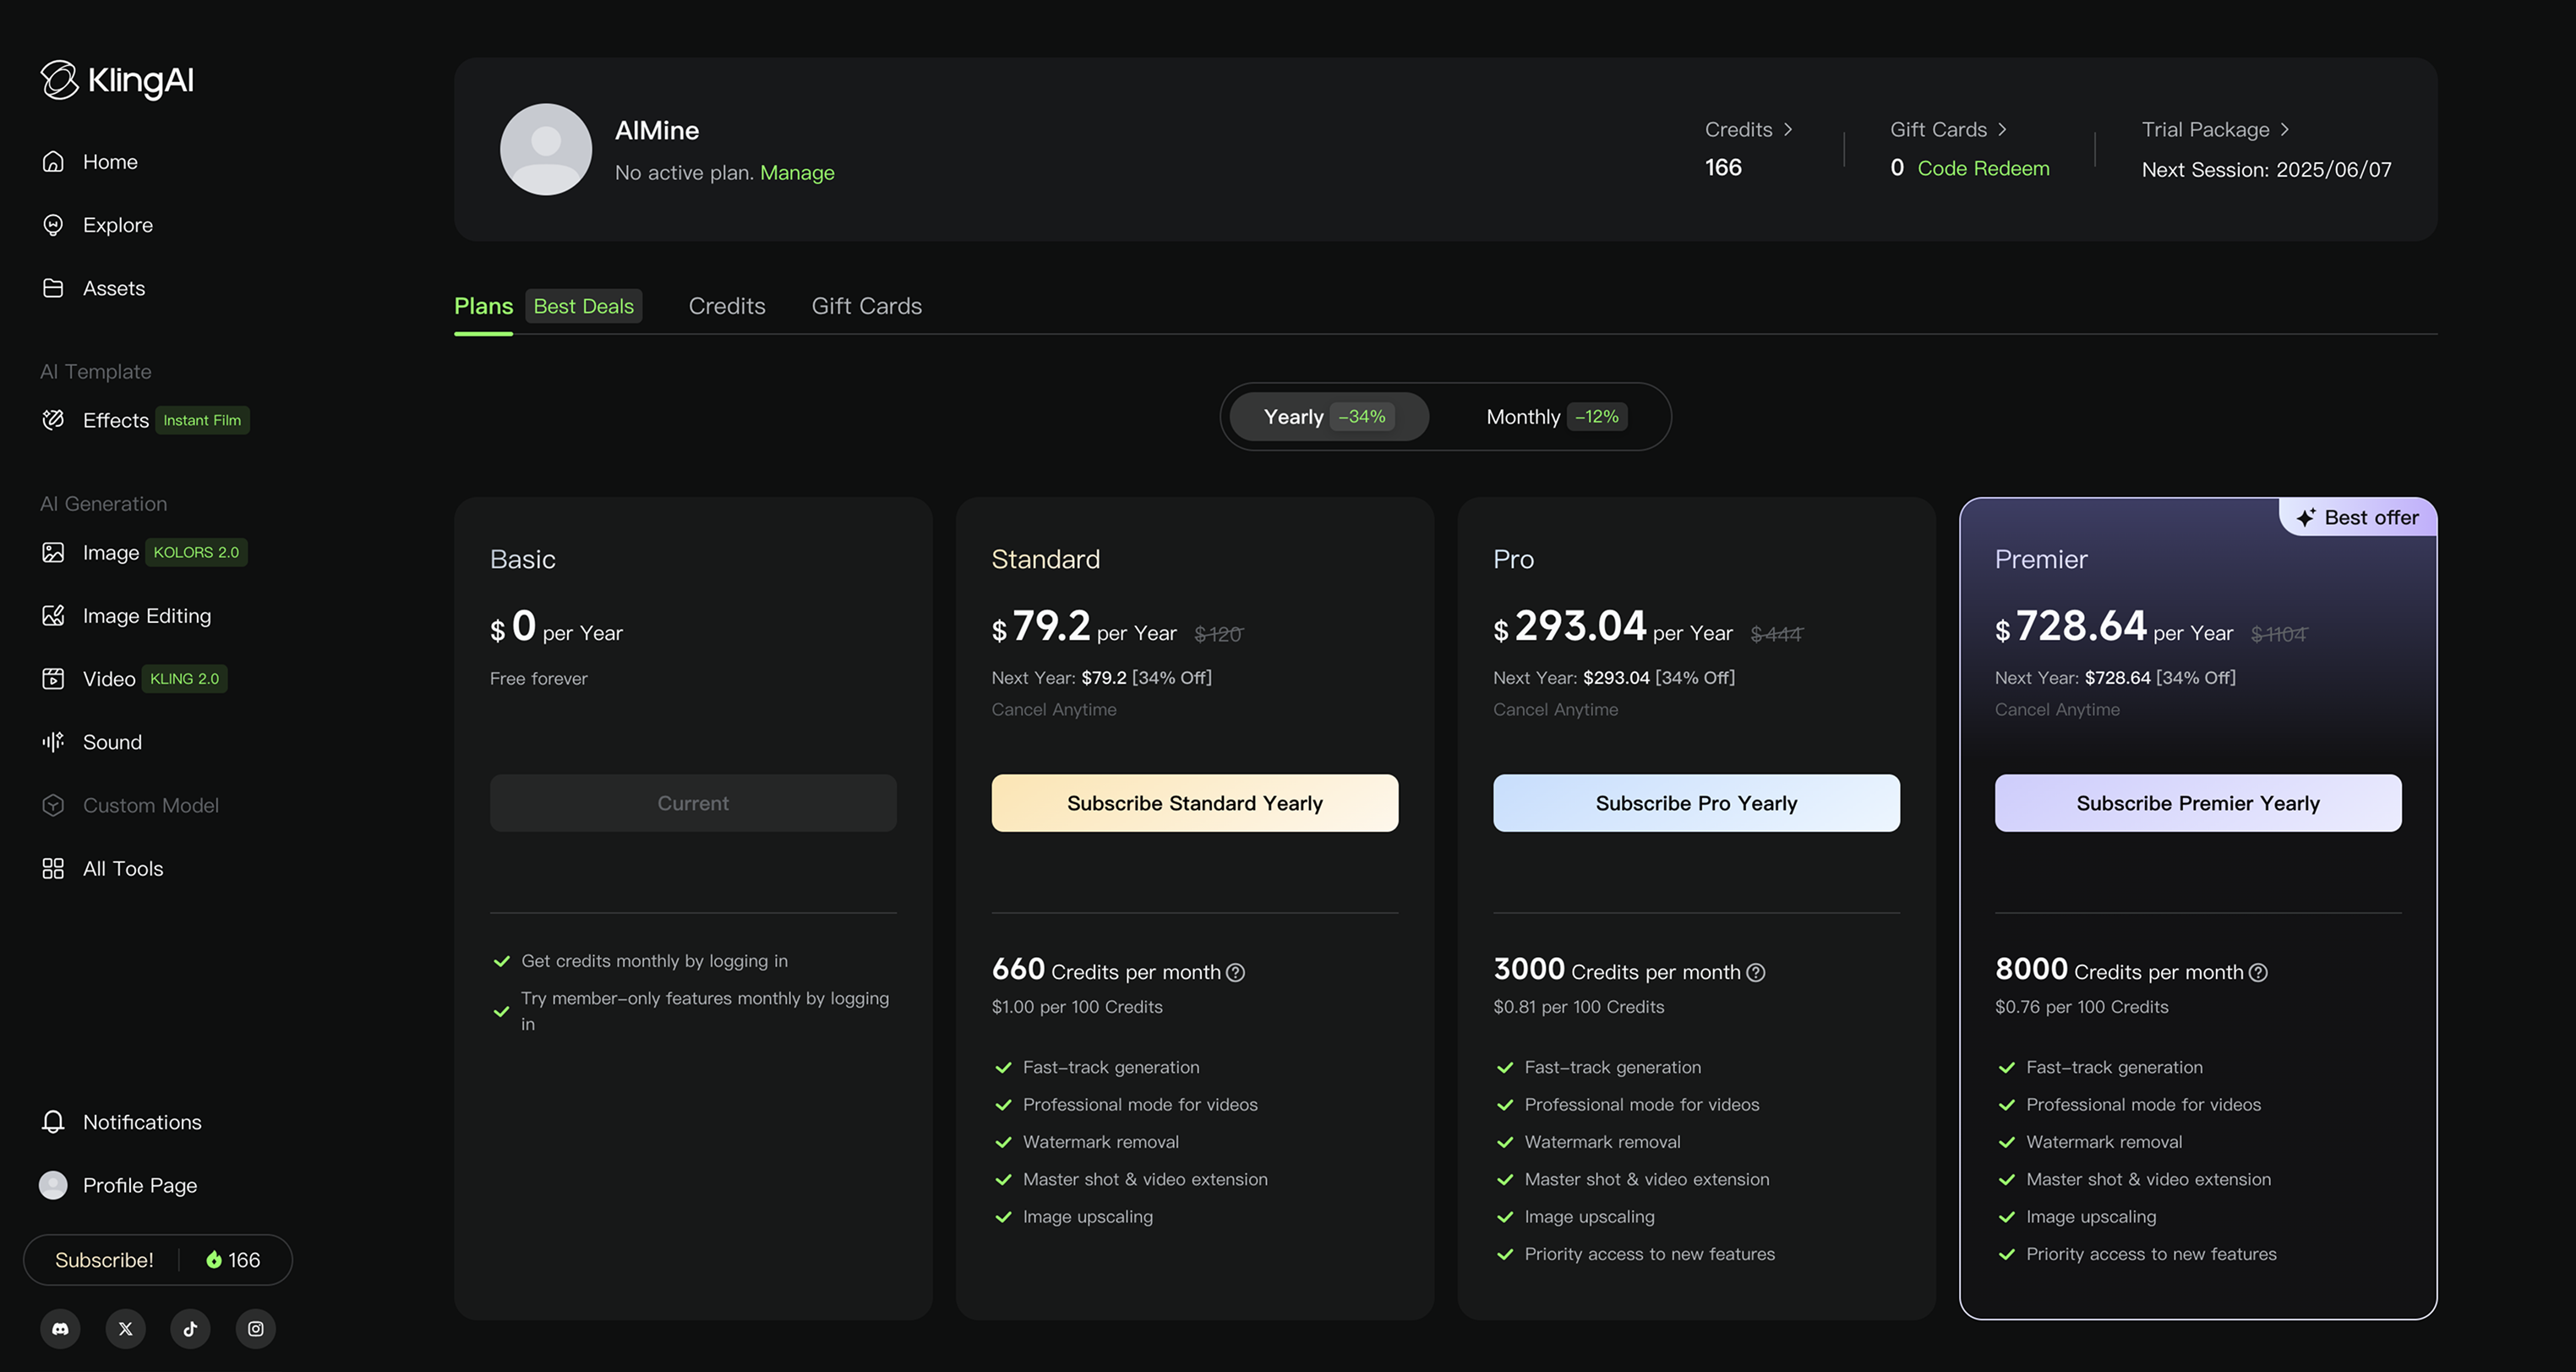 KlingAI
Home
Explore
Assets
AI Template
Effects Instant Film
AI Generation
Image KOLORS 2.0
Image Editing
Video KLING 2.0
Sound
Custom Model
All Tools
Notifications
Profile Page
Subscribe! 166
AIMine
No active plan. Manage
Credits >
166
Gift Cards >
0 Code Redeem
Trial Package >
Next Session: 2025/06/07
Plans Best Deals Credits Gift Cards
Yearly -34% Monthly -12%
Basic
$ 0 per Year
Free forever
Current
Get credits monthly by logging in
Try member-only features monthly by logging
in
Standard
$ 79.2 per Year $ 120
Next Year: $79.2 [34% Off]
Cancel Anytime
Subscribe Standard Yearly
660 Credits per month ?
$1.00 per 100 Credits
Fast-track generation
Professional mode for videos
Watermark removal
Master shot & video extension
Image upscaling
Pro
$ 293.04 per Year $ 444
Next Year: $293.04 [34% Off]
Cancel Anytime
Subscribe Pro Yearly
3000 Credits per month ?
$0.81 per 100 Credits
Fast-track generation
Professional mode for videos
Watermark removal
Master shot & video extension
Image upscaling
Priority access to new features
Best offer
Premier
$ 728.64 per Year $ 1104
Next Year: $728.64 [34% Off]
Cancel Anytime
Subscribe Premier Yearly
8000 Credits per month ?
$0.76 per 100 Credits
Fast-track generation
Professional mode for videos
Watermark removal
Master shot & video extension
Image upscaling
Priority access to new features